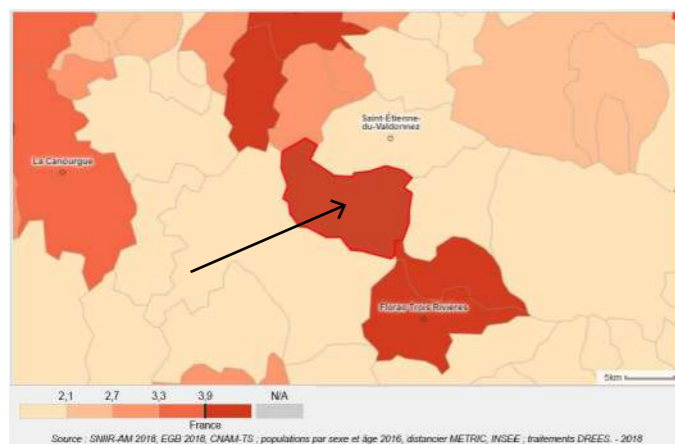 Saint-Étienne-
du-Valdonnez
La Canourgue
Florac Trois Rivières
5km
2,1 2,7 3,3 3,9 N/A
France
Source : SNIIR-AM 2018, EGB 2018, CNAM-TS ; populations par sexe et âge 2016, distancier METRIC, INSEE ; traitements DREES. - 2018